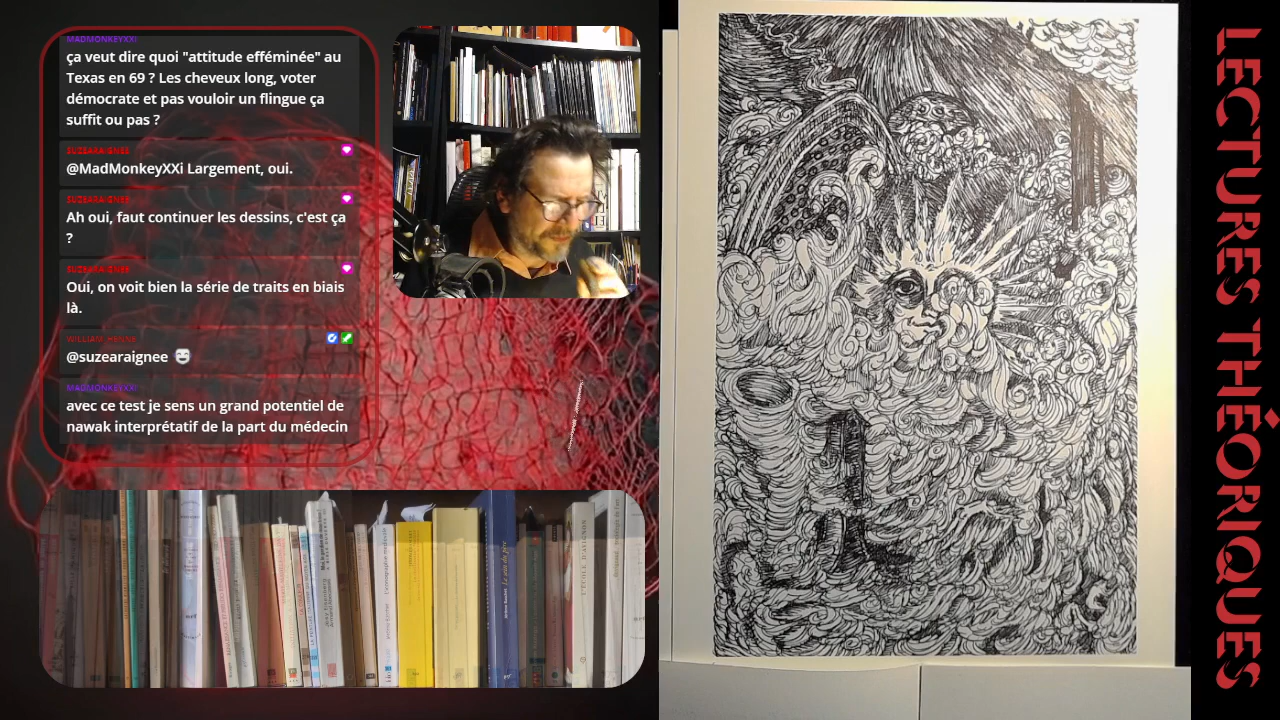 MADMONKEYXXI
ça veut dire quoi "attitude efféminée" au
Texas en 69 ? Les cheveux long, voter
démocrate et pas vouloir un flingue ça
suffit ou pas ?
SUZEARAIGNEE
@MadMonkeyXXi Largement, oui.
SUZEARAIGNEE
Ah oui, faut continuer les dessins, c'est ça
?
SUZEARAIGNEE
Oui, on voit bien la série de traits en biais
là.
WILLIAM_HENNE
@suzearaignee
MADMONKEYXXI
avec ce test je sens un grand potentiel de
nawak interprétatif de la part du médecin
LECTURES THÉORIQUES